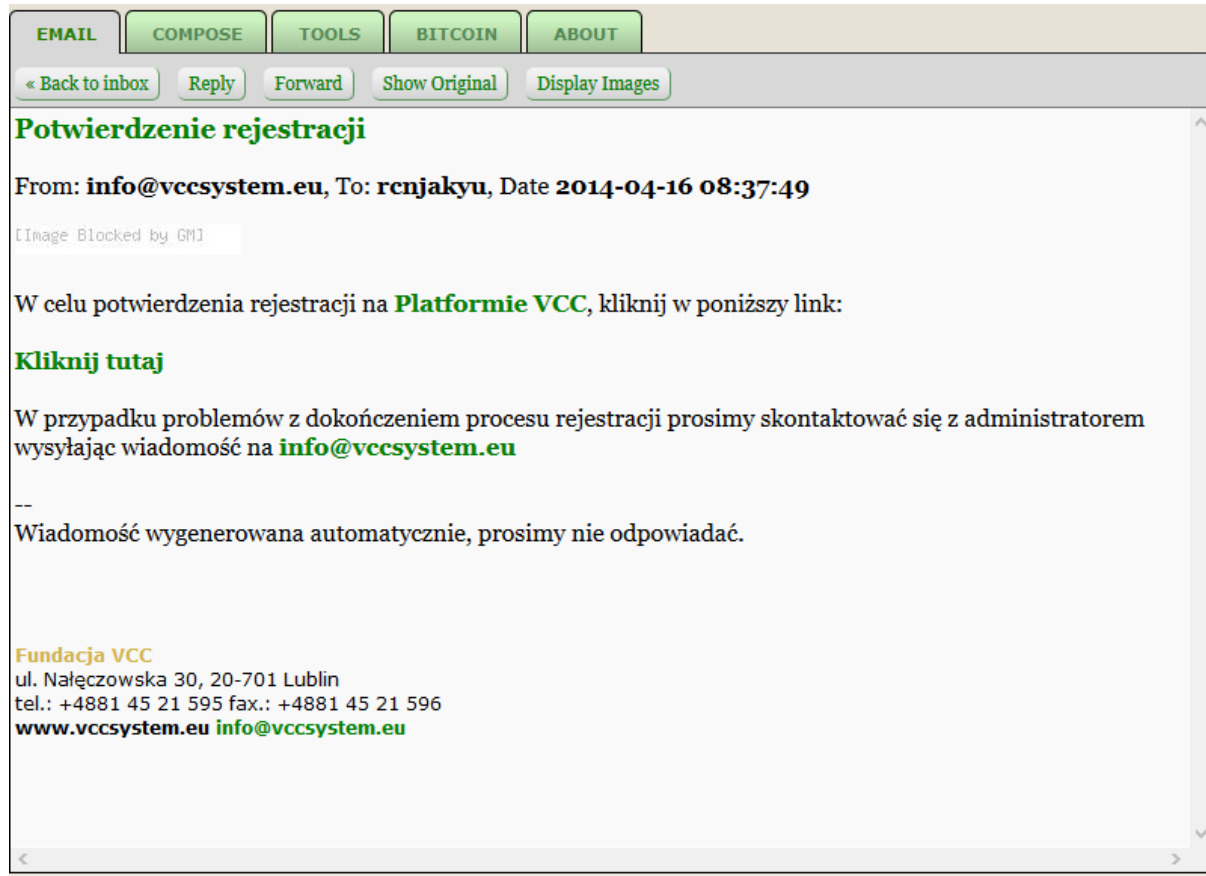 EMAIL COMPOSE TOOLS BITCOIN ABOUT
« Back to inbox Reply Forward Show Original Display Images
Potwierdzenie rejestracji
From: info@vccsystem.eu, To: rcnjakyu, Date 2014-04-16 08:37:49
[Image Blocked by GM]
W celu potwierdzenia rejestracji na Platformie VCC, kliknij w poniższy link:
Kliknij tutaj
W przypadku problemów z dokończeniem procesu rejestracji prosimy skontaktować się z administratorem
wysyłając wiadomość na info@vccsystem.eu
--
Wiadomość wygenerowana automatycznie, prosimy nie odpowiadać.
Fundacja VCC
ul. Nałęczowska 30, 20-701 Lublin
tel.: +4881 45 21 595 fax.: +4881 45 21 596
www.vccsystem.eu info@vccsystem.eu